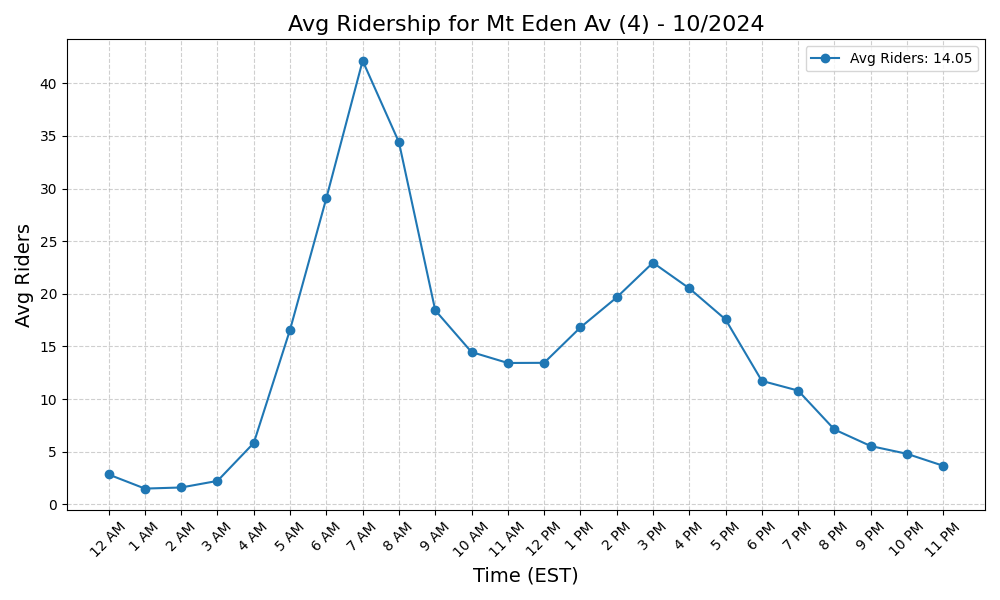 Avg Ridership for Mt Eden Av (4) - 10/2024
Avg Riders: 14.05
Avg Riders
40
35
30
25
20
15
10
5
0
12 AM
1 AM
2 AM
3 AM
4 AM
5 AM
6 AM
7 AM
8 AM
9 AM
10 AM
11 AM
12 PM
1 PM
2 PM
3 PM
4 PM
5 PM
6 PM
7 PM
8 PM
9 PM
10 PM
11 PM
Time (EST)